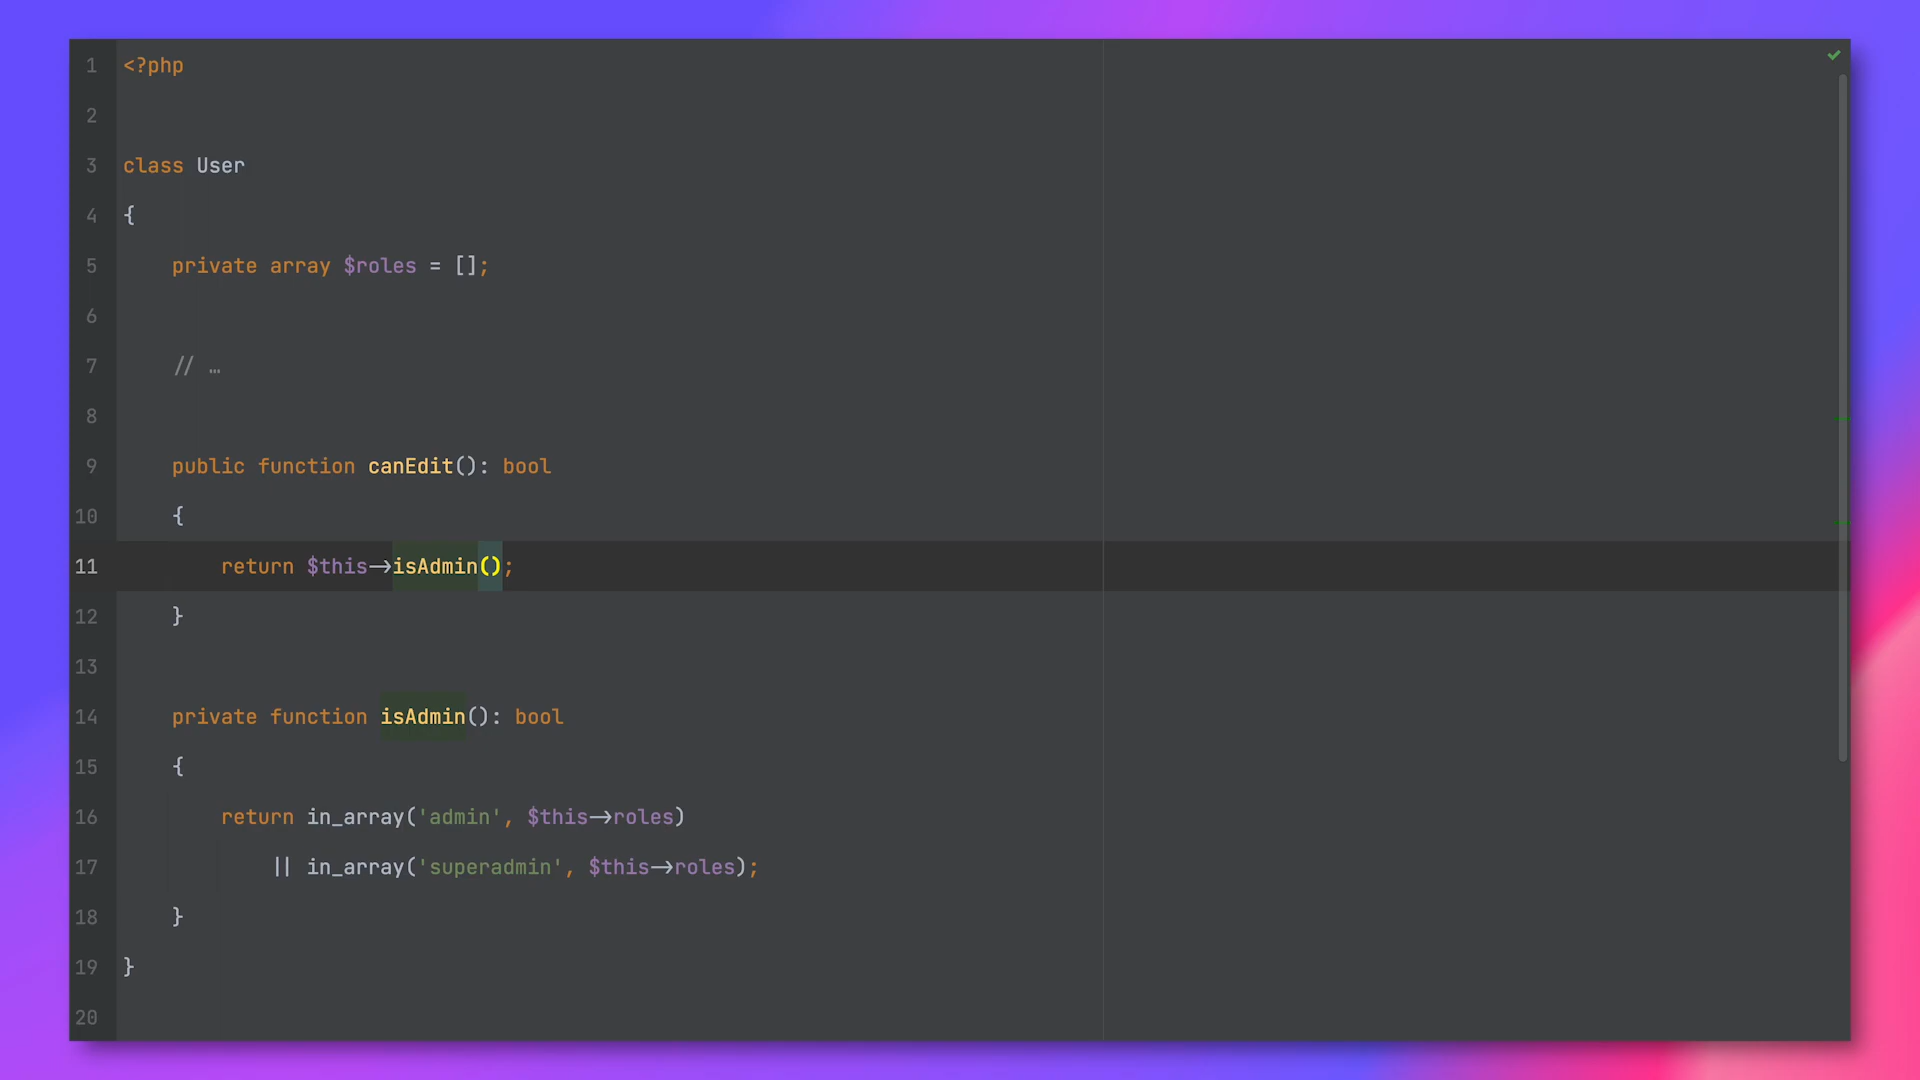 1 <?php
2
3 class User
4 {
5 private array $roles = [];
6
7 // …
8
9 public function canEdit(): bool
10 {
11 return $this->isAdmin();
12 }
13
14 private function isAdmin(): bool
15 {
16 return in_array('admin', $this->roles)
17 || in_array('superadmin', $this->roles);
18 }
19 }
20